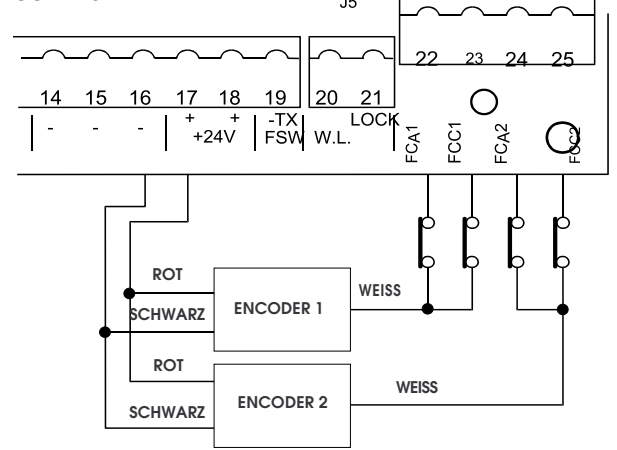 J5
22 23 24 25
14 15 16 17 18 19 20 21
- - - + + -TX LOCK
+24V FSW W.L.
FCA1 FCC1 FCA2 FCC2
ROT
WEISS
SCHWARZ
ENCODER 1
ROT
WEISS
ENCODER 2
SCHWARZ